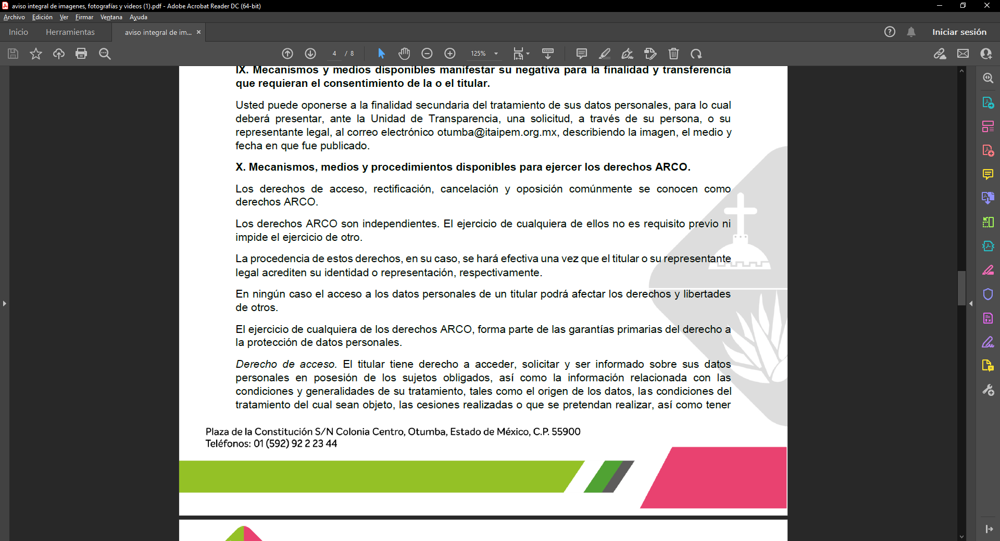 aviso integral de imagenes, fotografías y videos (1).pdf - Adobe Acrobat Reader DC (64-bit)
Archivo Edición Ver Firmar Ventana Ayuda
Inicio Herramientas aviso integral de im... Iniciar sesión
4 / 8 125%
IX. Mecanismos y medios disponibles manifestar su negativa para la finalidad y transferencia
que requieran el consentimiento de la o el titular.
Usted puede oponerse a la finalidad secundaria del tratamiento de sus datos personales, para lo cual
deberá presentar, ante la Unidad de Transparencia, una solicitud, a través de su persona, o su
representante legal, al correo electrónico otumba@itaipem.org.mx, describiendo la imagen, el medio y
fecha en que fue publicado.
X. Mecanismos, medios y procedimientos disponibles para ejercer los derechos ARCO.
Los derechos de acceso, rectificación, cancelación y oposición comúnmente se conocen como
derechos ARCO.
Los derechos ARCO son independientes. El ejercicio de cualquiera de ellos no es requisito previo ni
impide el ejercicio de otro.
La procedencia de estos derechos, en su caso, se hará efectiva una vez que el titular o su representante
legal acrediten su identidad o representación, respectivamente.
En ningún caso el acceso a los datos personales de un titular podrá afectar los derechos y libertades
de otros.
El ejercicio de cualquiera de los derechos ARCO, forma parte de las garantías primarias del derecho a
la protección de datos personales.
Derecho de acceso. El titular tiene derecho a acceder, solicitar y ser informado sobre sus datos
personales en posesión de los sujetos obligados, así como la información relacionada con las
condiciones y generalidades de su tratamiento, tales como el origen de los datos, las condiciones del
tratamiento del cual sean objeto, las cesiones realizadas o que se pretendan realizar, así como tener
Plaza de la Constitución S/N Colonia Centro, Otumba, Estado de México, C.P. 55900
Teléfonos: 01 (592) 92 2 23 44